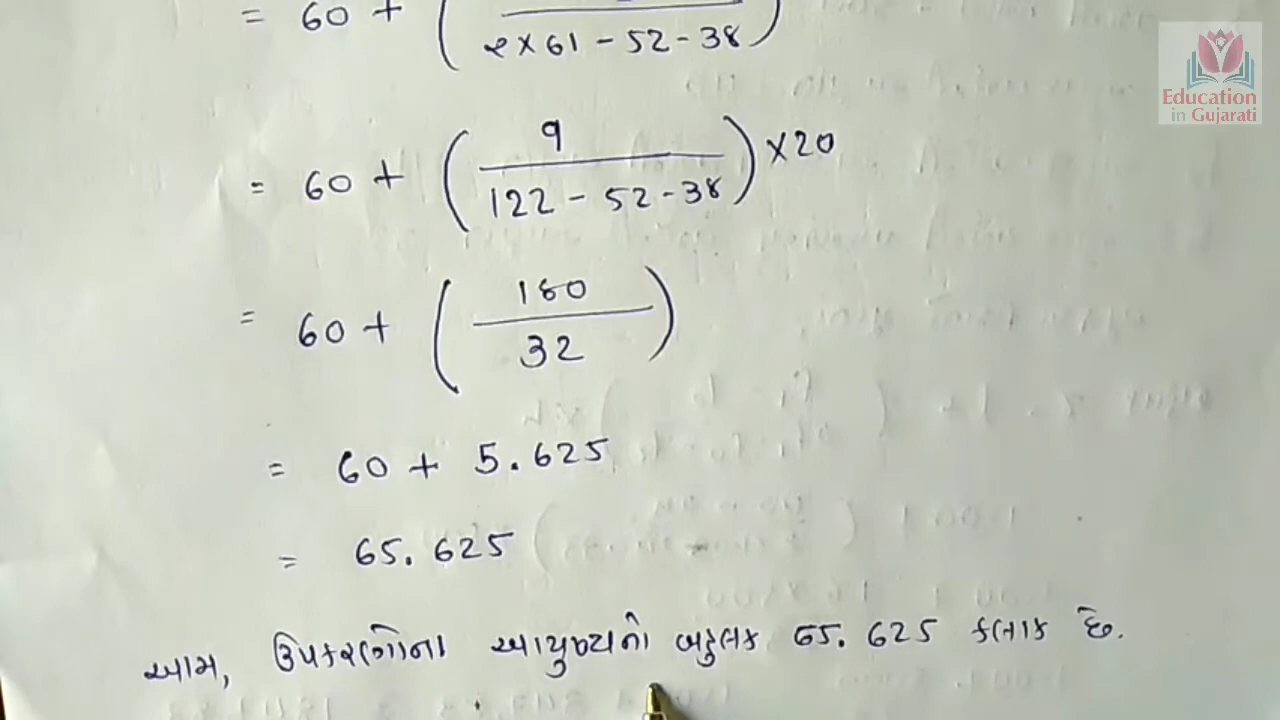 = 60 + (
2 × 61 - 52 - 38 )
Education
in Gujarati
= 60 + ( 9 / 122 - 52 - 38 ) × 20
= 60 + ( 180 / 32 )
= 60 + 5.625
= 65.625
આમ, ઉપકરણોના આયુષ્યનો બહુલક 65.625 કલાક છે.